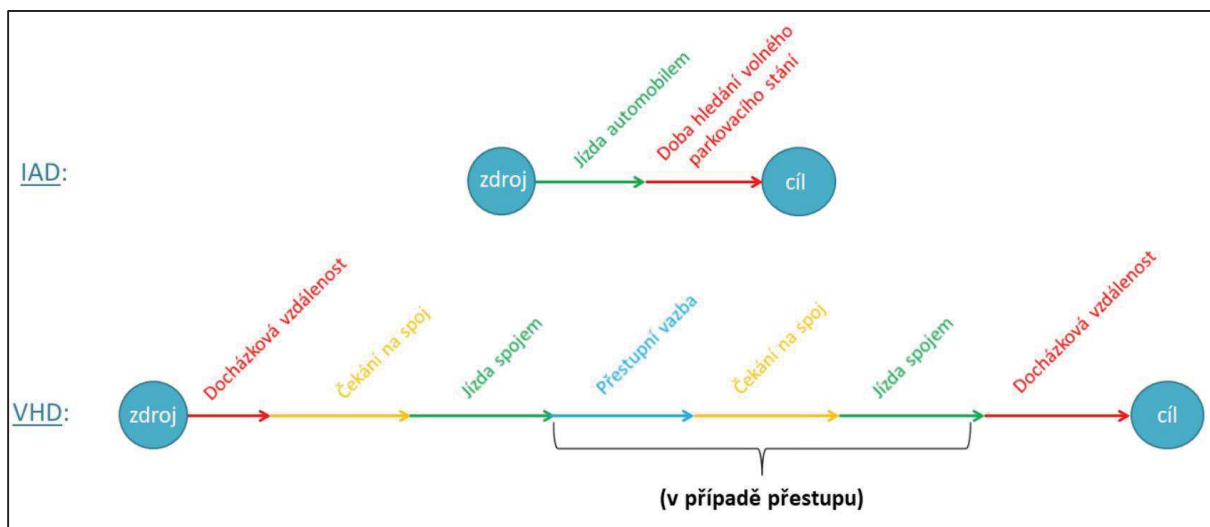 IAD:
zdroj
Jízda automobilem
Doba hledání volného
parkovacího stání
cíl
VHD:
zdroj
Docházková vzdálenost
Čekání na spoj
Jízda spojem
Přestupní vazba
Čekání na spoj
Jízda spojem
Docházková vzdálenost
cíl
(v případě přestupu)